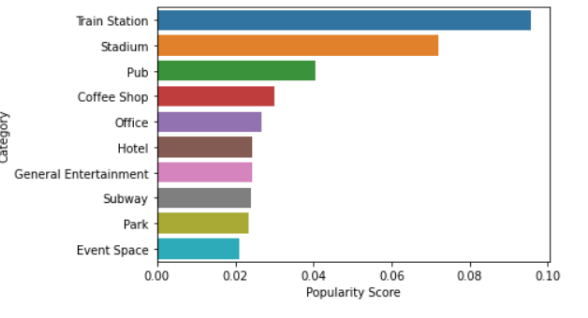 Train Station
Stadium
Pub
Coffee Shop
Office
Hotel
General Entertainment
Subway
Park
Event Space
Category
0.00 0.02 0.04 0.06 0.08 0.10
Popularity Score